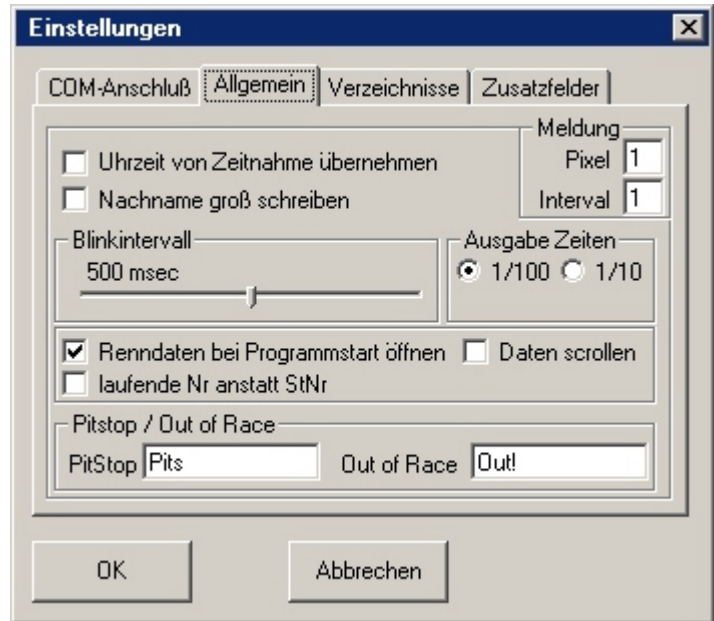 Einstellungen
COM-Anschluß Allgemein Verzeichnisse Zusatzfelder
Meldung
Uhrzeit von Zeitnahme übernehmen Pixel 1
Nachname groß schreiben Interval 1
Blinkintervall Ausgabe Zeiten
500 msec 1/100 1/10
Renndaten bei Programmstart öffnen Daten scrollen
laufende Nr anstatt StNr
Pitstop / Out of Race
PitStop Pits Out of Race Out!
OK Abbrechen